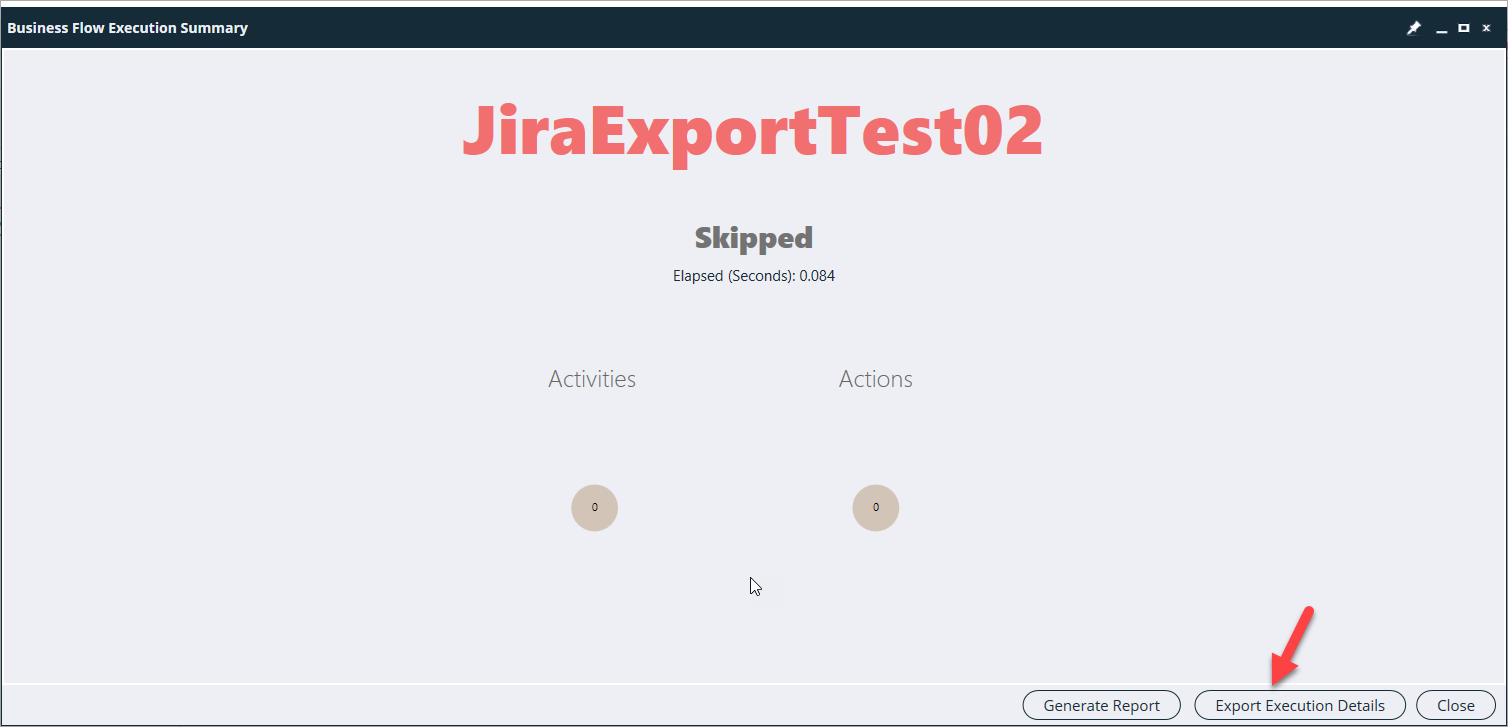 Business Flow Execution Summary
JiraExportTest02
Skipped
Elapsed (Seconds): 0.084
Activities Actions
0 0
Generate Report Export Execution Details Close